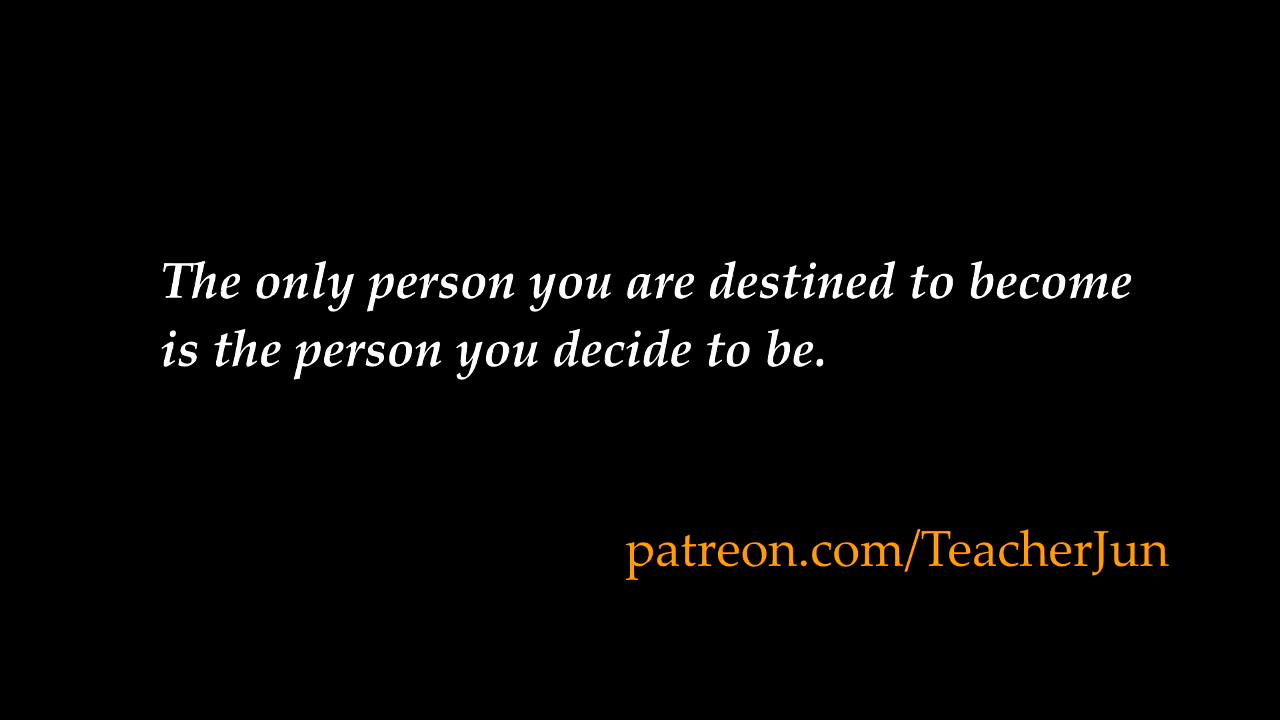 The only person you are destined to become
is the person you decide to be.
patreon.com/TeacherJun